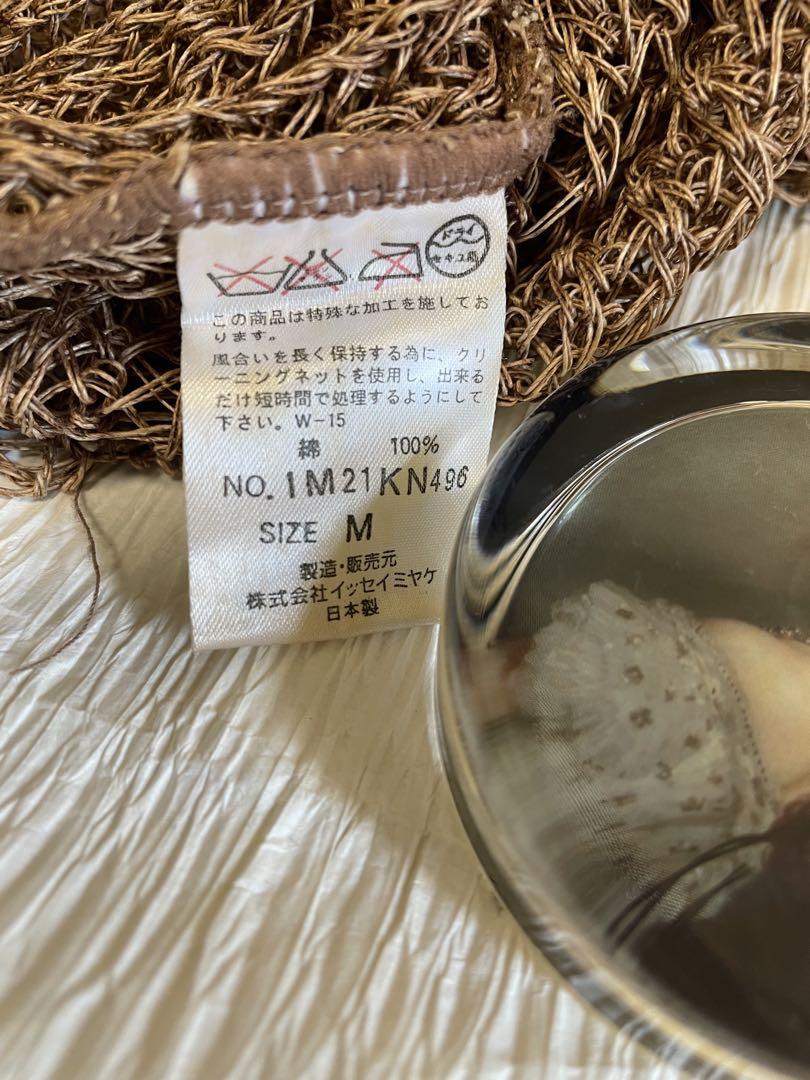 ドライ
セキユ系
この商品は特殊な加工を施してお
ります。
風合いを長く保持する為に、クリ
ーニングネットを使用し、出来る
だけ短時間で処理するようにして
下さい。W-15
綿 100%
NO. IM21KN496
SIZE M
製造・販売元
株式会社イッセイミヤケ
日本製